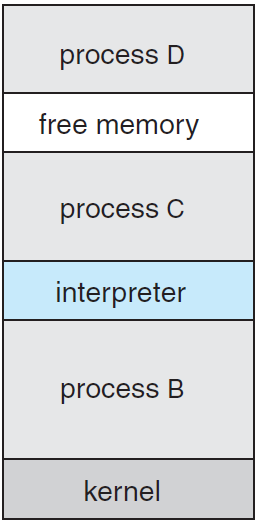 process D
free memory
process C
interpreter
process B
kernel